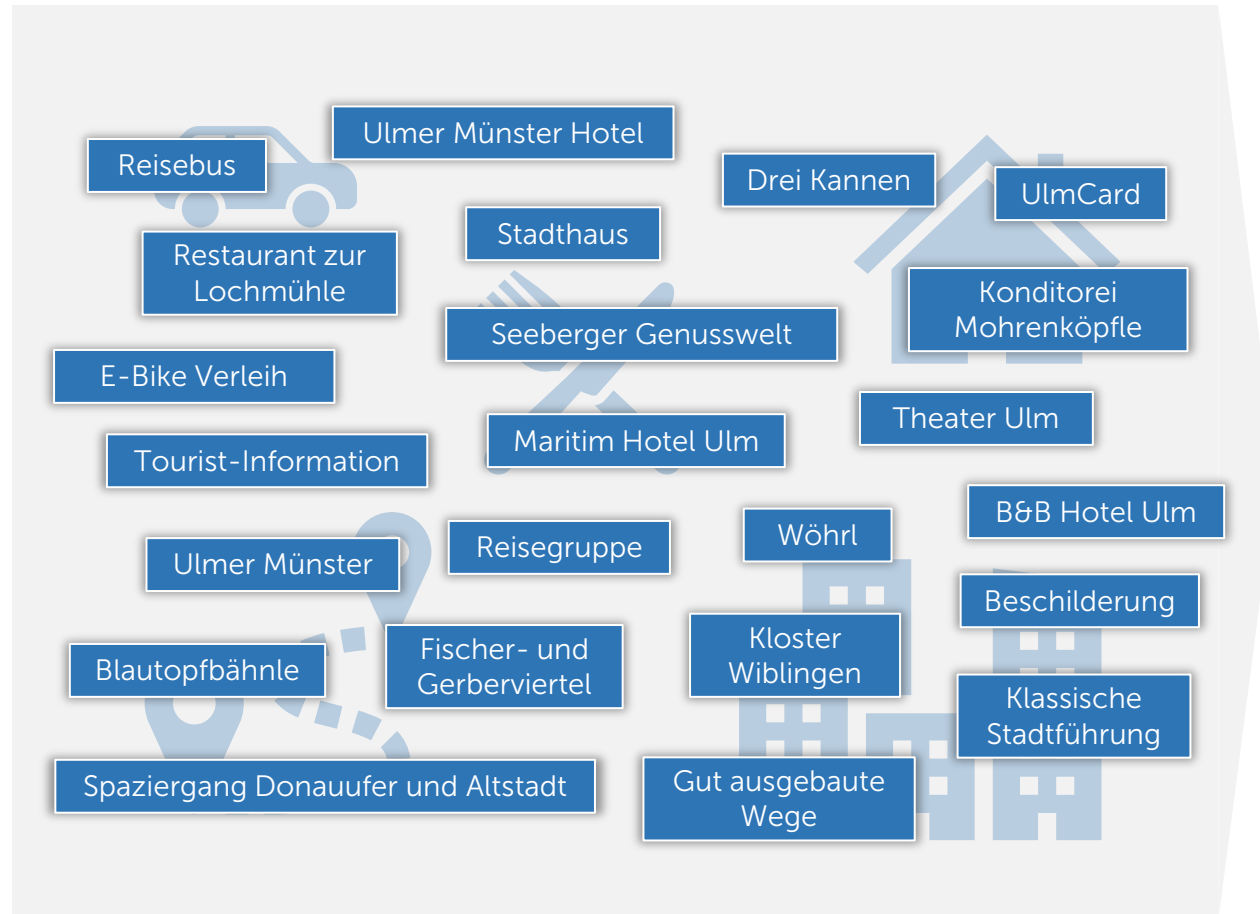 Ulmer Münster Hotel
Reisebus
Drei Kannen
UlmCard
Stadthaus
Restaurant zur
Lochmühle
Konditorei
Mohrenköpfle
Seeberger Genusswelt
E-Bike Verleih
Theater Ulm
Maritim Hotel Ulm
Tourist-Information
B&B Hotel Ulm
Wöhrl
Reisegruppe
Ulmer Münster
Beschilderung
Kloster
Wiblingen
Fischer- und
Gerberviertel
Blautopfbähnle
Klassische
Stadtführung
Spaziergang Donauufer und Altstadt
Gut ausgebaute
Wege